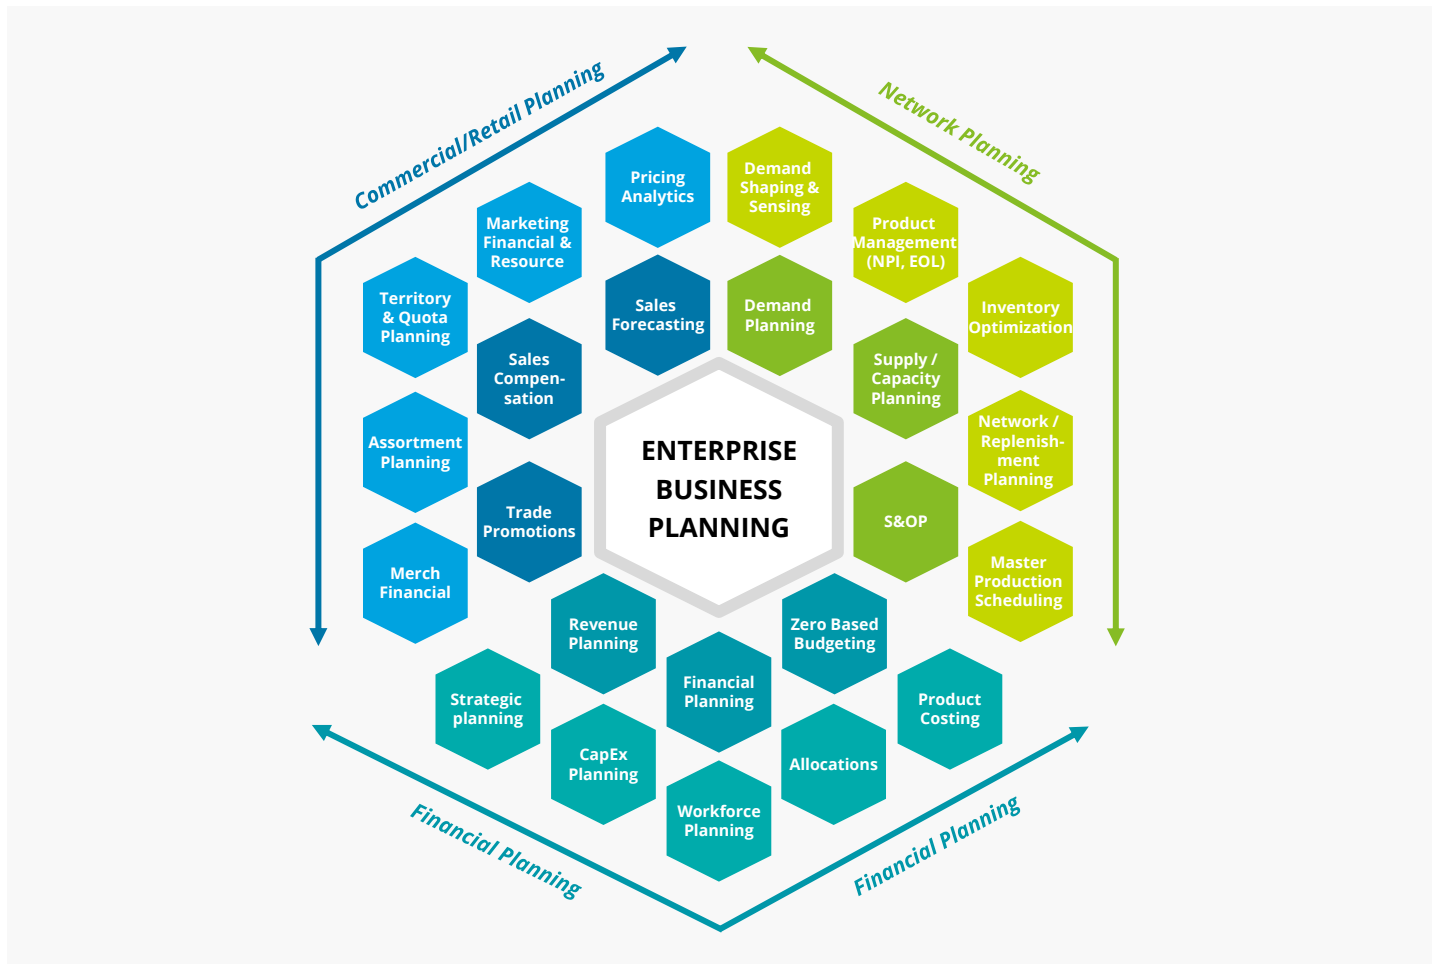 Commercial/Retail Planning
Network Planning
Pricing
Analytics
Demand
Shaping &
Sensing
Marketing
Financial &
Resource
Product
Management
(NPI, EOL)
Territory
& Quota
Planning
Sales
Forecasting
Demand
Planning
Inventory
Optimization
Sales
Compen-
sation
Supply /
Capacity
Planning
Assortment
Planning
ENTERPRISE
BUSINESS
PLANNING
Network /
Replenish-
ment
Planning
Trade
Promotions
S&OP
Merch
Financial
Master
Production
Scheduling
Revenue
Planning
Zero Based
Budgeting
Financial
Planning
Strategic
planning
Product
Costing
CapEx
Planning
Allocations
Workforce
Planning
Financial Planning
Financial Planning